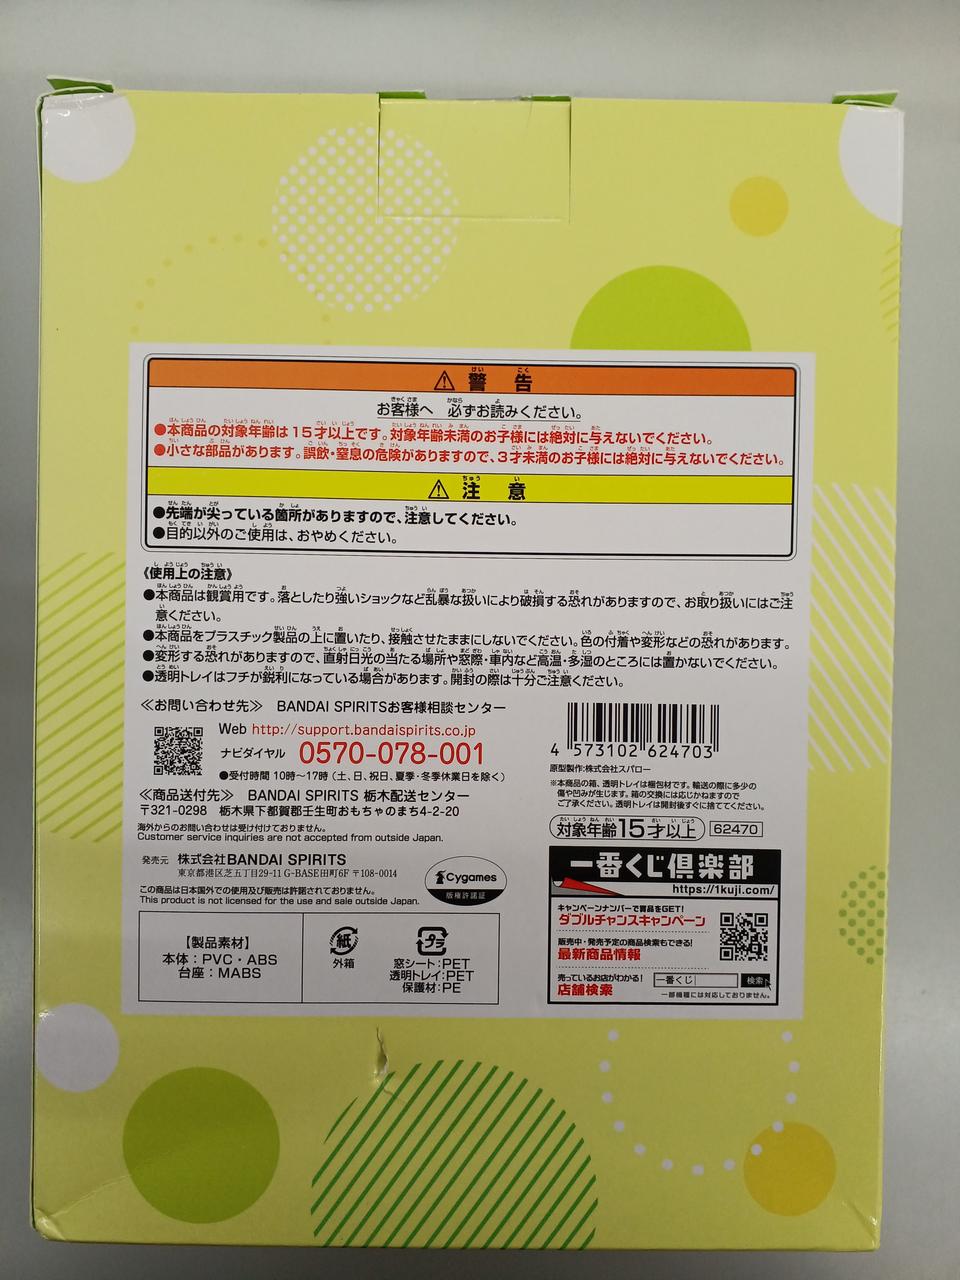 ⚠ 警告
お客様へ 必ずお読みください。
●本商品の対象年齢は15才以上です。対象年齢未満のお子様には絶対に与えないでください。
●小さな部品があります。誤飲・窒息の危険がありますので、3才未満のお子様には絶対に与えないでください。
⚠ 注意
●先端が尖っている箇所がありますので、注意してください。
●目的以外のご使用は、おやめください。
《使用上の注意》
●本商品は観賞用です。落としたり強いショックなど乱暴な扱いにより破損する恐れがありますので、お取り扱いにはご注
意ください。
●本商品をプラスチック製品の上に置いたり、接触させたままにしないでください。色の付着や変形などの恐れがあります。
●変形する恐れがありますので、直射日光の当たる場所や窓際・車内など高温・多湿のところには置かないでください。
●透明トレイはフチが鋭利になっている場合があります。開封の際は十分ご注意ください。
≪お問い合わせ先≫ BANDAI SPIRITSお客様相談センター
Web http://support.bandaispirits.co.jp
ナビダイヤル 0570-078-001
●受付時間 10時〜17時(土、日、祝日、夏季・冬季休業日を除く)
≪商品送付先≫ BANDAI SPIRITS 栃木配送センター
〒321-0298 栃木県下都賀郡壬生町おもちゃのまち4-2-20
海外からのお問い合わせは受け付けておりません。
Customer service inquiries are not accepted from outside Japan.
発売元 株式会社BANDAI SPIRITS
東京都港区芝五丁目29-11 G-BASE田町6F 〒108-0014
この商品は日本国外での使用及び販売は許諾されておりません。
This product is not licensed for the use and sale outside Japan.
Cygames
版権許諾証
【製品素材】
本体:PVC・ABS
台座:MABS
紙
外箱
プラ
窓シート:PET
透明トレイ:PET
保護材:PE
4 573102 624703
原型製作:株式会社スパロー
※本商品の箱、透明トレイは梱包材です。輸送の際に多少の
傷や凹みが生じます。箱の交換には応じかねますので
ご了承ください。透明トレイは開封後すぐに捨ててください。
対象年齢15才以上
62470
一番くじ倶楽部
https://1kuji.com/
キャンペーンナンバーで賞品をGET!
ダブルチャンスキャンペーン
販売中・発売予定の商品検索もできる!
最新商品情報
売っているお店がわかる!
店舗検索
一番くじ 検索
一部機種には対応しておりません。